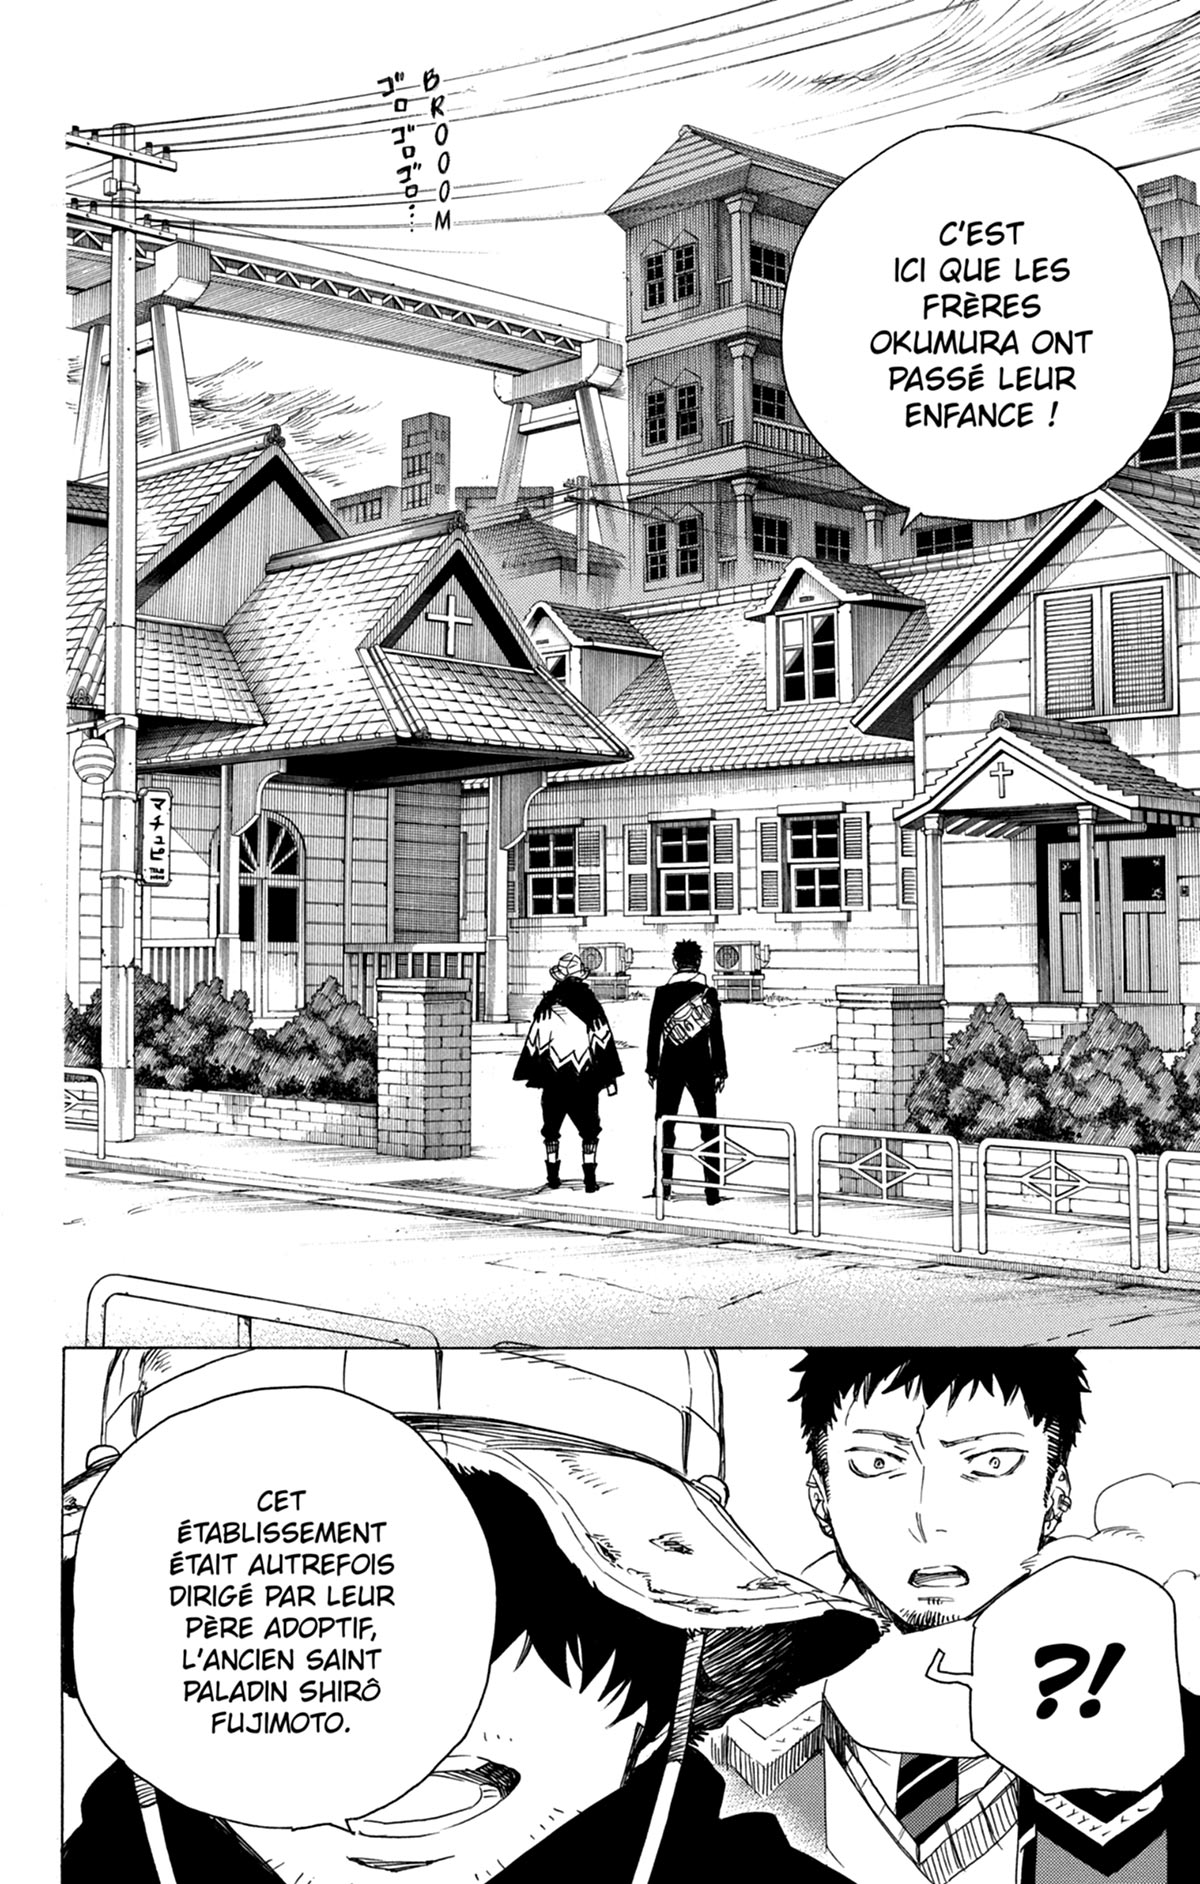 BROOOM
ゴロゴロゴロ…
C'EST
ICI QUE LES
FRÈRES
OKUMURA ONT
PASSÉ LEUR
ENFANCE !
マチュピ
CET
ÉTABLISSEMENT
ÉTAIT AUTREFOIS
DIRIGÉ PAR LEUR
PÈRE ADOPTIF,
L'ANCIEN SAINT
PALADIN SHIRÔ
FUJIMOTO.
?!